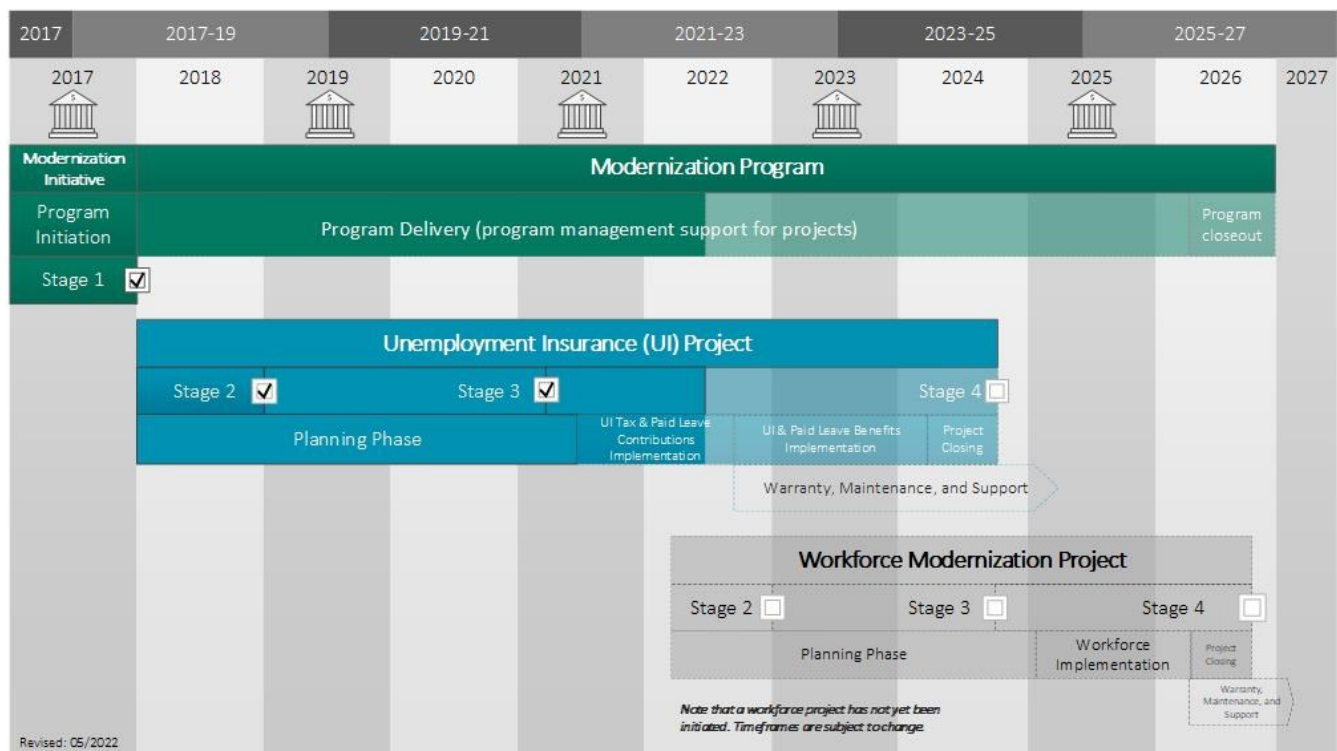 2017 2017-19 2019-21 2021-23 2023-25 2025-27
2017 2018 2019 2020 2021 2022 2023 2024 2025 2026 2027
$ $ $ $ $
Modernization
Initiative
Modernization Program
Program
Initiation
Program Delivery (program management support for projects)
Program
closeout
Stage 1
Unemployment Insurance (UI) Project
Stage 2 Stage 3 Stage 4
Planning Phase
UI Tax & Paid Leave
Contributions
Implementation
UI & Paid Leave Benefits
Implementation
Project
Closing
Warranty, Maintenance, and Support
Workforce Modernization Project
Stage 2 Stage 3 Stage 4
Planning Phase
Workforce
Implementation
Project
Closing
Warranty,
Maintenance, and
Support
Note that a workforce project has not yet been
initiated. Timeframes are subject to change.
Revised: 05/2022